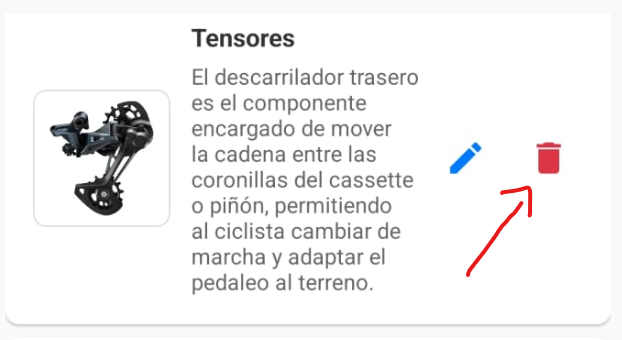 Tensores
El descarrilador trasero
es el componente
encargado de mover
la cadena entre las
coronillas del cassette
o piñón, permitiendo
al ciclista cambiar de
marcha y adaptar el
pedaleo al terreno.